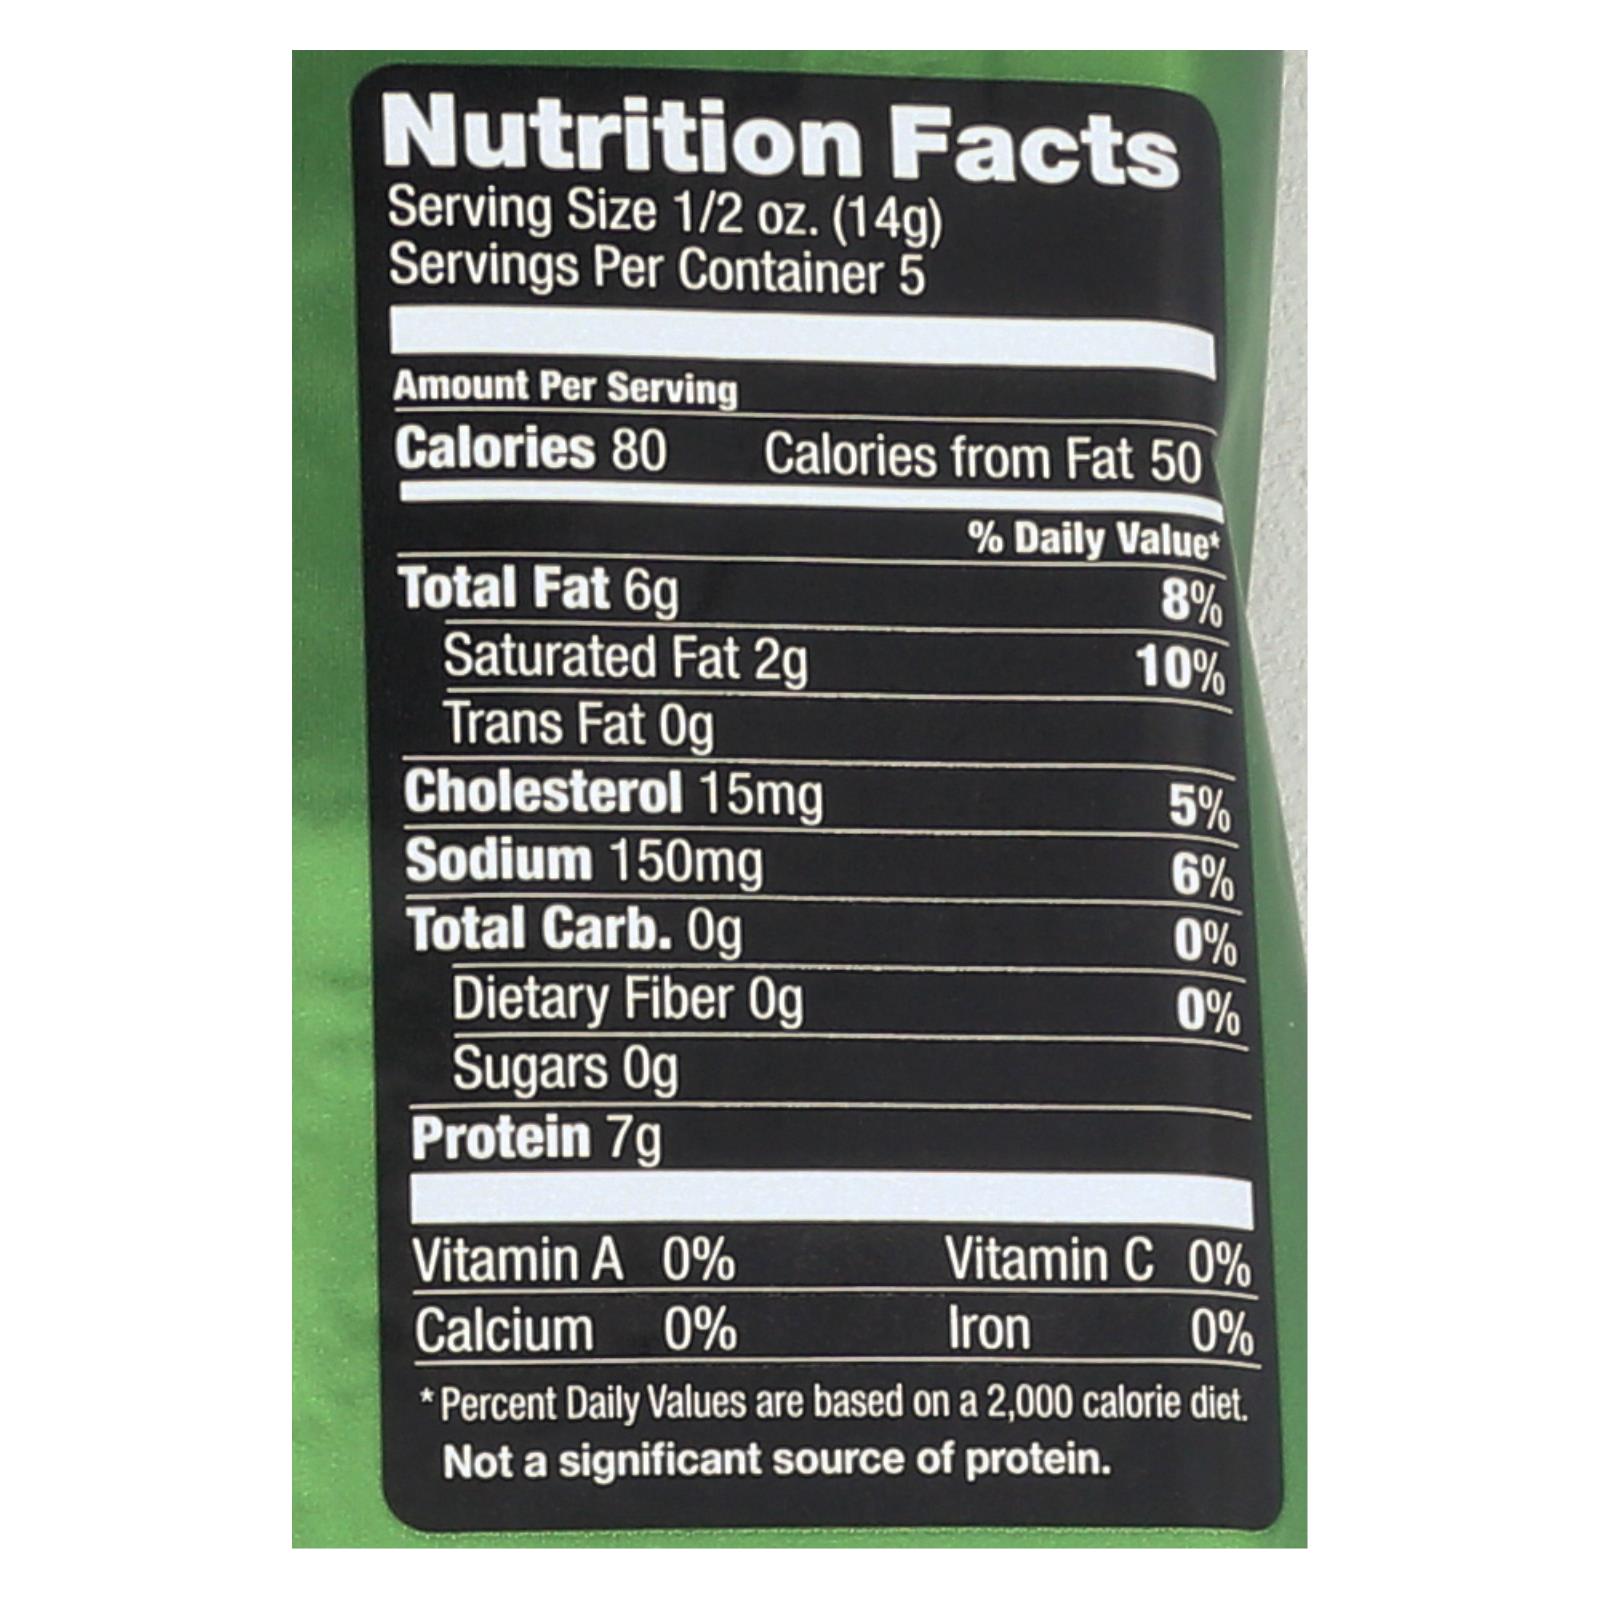 Nutrition Facts
Serving Size 1/2 oz. (14g)
Servings Per Container 5
Amount Per Serving
Calories 80 Calories from Fat 50
% Daily Value*
Total Fat 6g 8%
Saturated Fat 2g 10%
Trans Fat 0g
Cholesterol 15mg 5%
Sodium 150mg 6%
Total Carb. 0g 0%
Dietary Fiber 0g 0%
Sugars 0g
Protein 7g
Vitamin A 0% Vitamin C 0%
Calcium 0% Iron 0%
* Percent Daily Values are based on a 2,000 calorie diet.
Not a significant source of protein.